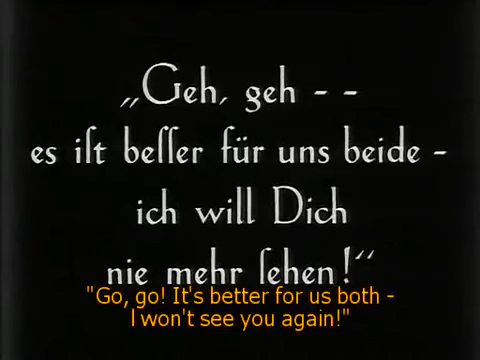 „Geh, geh - -
es iſt beſſer für uns beide -
ich will Dich
nie mehr ſehen!“
"Go, go! It's better for us both -
I won't see you again!"